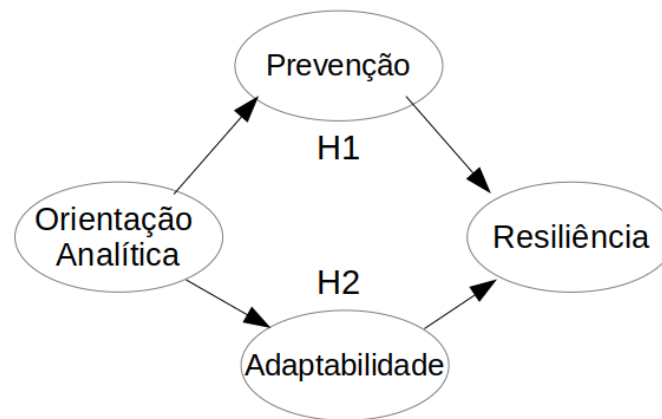 Prevenção
H1
Orientação
Analítica
Resiliência
H2
Adaptabilidade